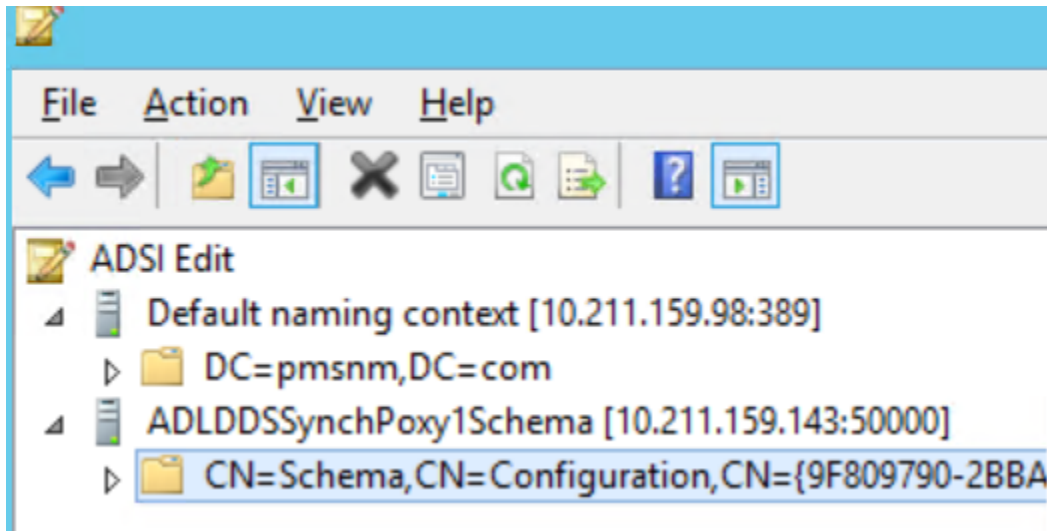 File Action View Help
ADSI Edit
Default naming context [10.211.159.98:389]
DC=pmsnm,DC=com
ADLDDSSynchPoxy1Schema [10.211.159.143:50000]
CN=Schema,CN=Configuration,CN={9F809790-2BBA